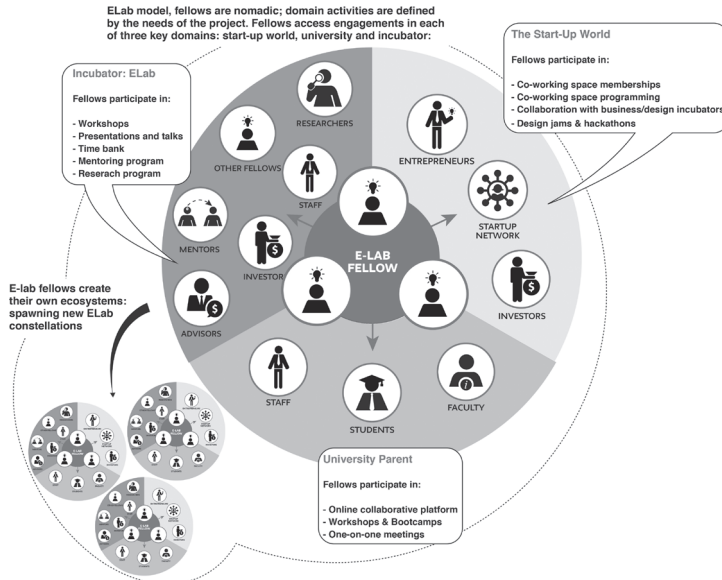 ELab model, fellows are nomadic; domain activities are defined
by the needs of the project. Fellows access engagements in each
of three key domains: start-up world, university and incubator:
The Start-Up World
Fellows participate in:
- Co-working space memberships
- Co-working space programming
- Collaboration with business/design incubators
- Design jams & hackathons
Incubator: ELab
Fellows participate in:
- Workshops
- Presentations and talks
- Time bank
- Mentoring program
- Reserach program
RESEARCHERS
OTHER FELLOWS
STAFF
MENTORS
INVESTOR
ADVISORS
ENTREPRENEURS
STARTUP
NETWORK
INVESTORS
E-LAB
FELLOW
STAFF
STUDENTS
FACULTY
E-lab fellows create
their own ecosystems:
spawning new ELab
constellations
University Parent
Fellows participate in:
- Online collaborative platform
- Workshops & Bootcamps
- One-on-one meetings